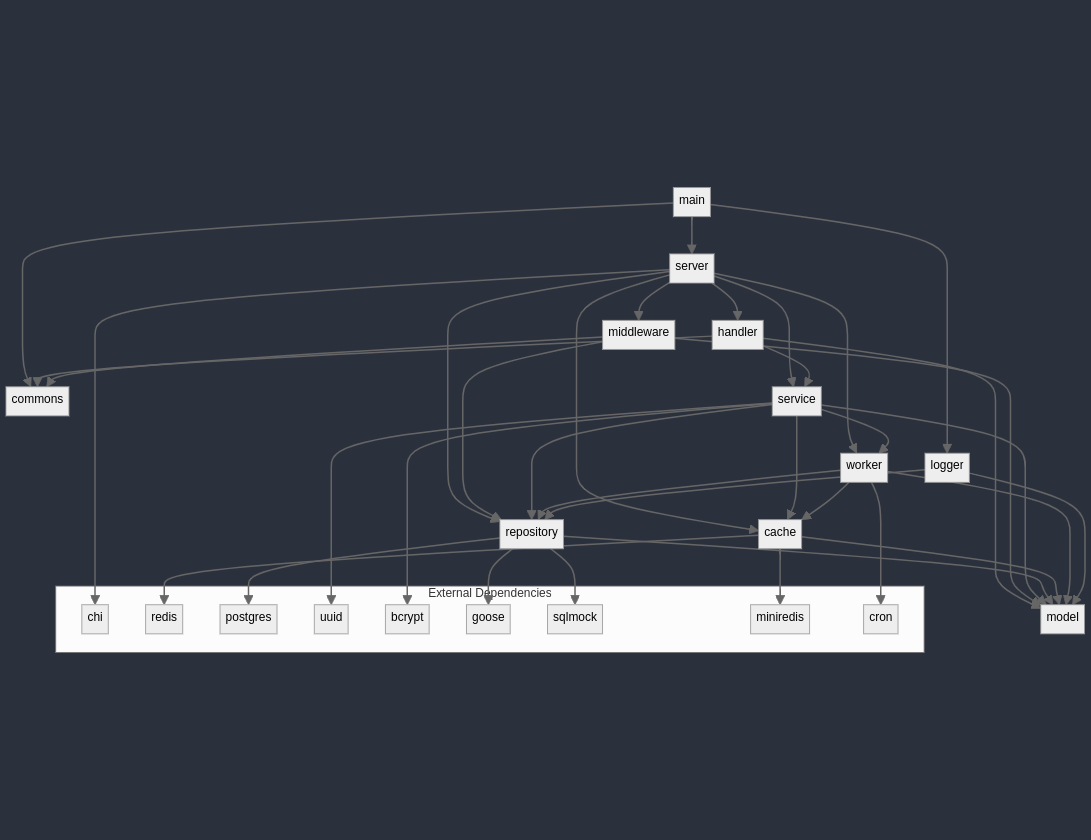 main
server
middleware
handler
commons
service
worker
logger
repository
cache
External Dependencies
chi
redis
postgres
uuid
bcrypt
goose
sqlmock
miniredis
cron
model